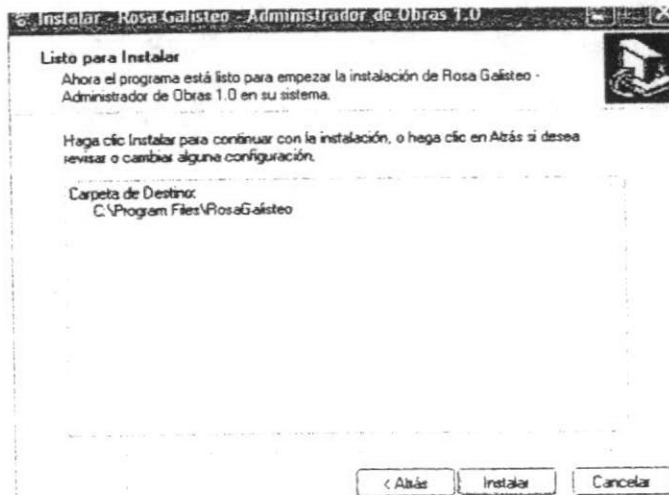 Instalar - Rosa Galisteo - Administrador de Obras 1.0
Listo para Instalar
Ahora el programa está listo para empezar la instalación de Rosa Galisteo -
Administrador de Obras 1.0 en su sistema.
Haga clic Instalar para continuar con la instalación, o haga clic en Atrás si desea
revisar o cambiar alguna configuración.
Carpeta de Destino:
C:\Program Files\RosaGalisteo
< Atrás
Instalar
Cancelar